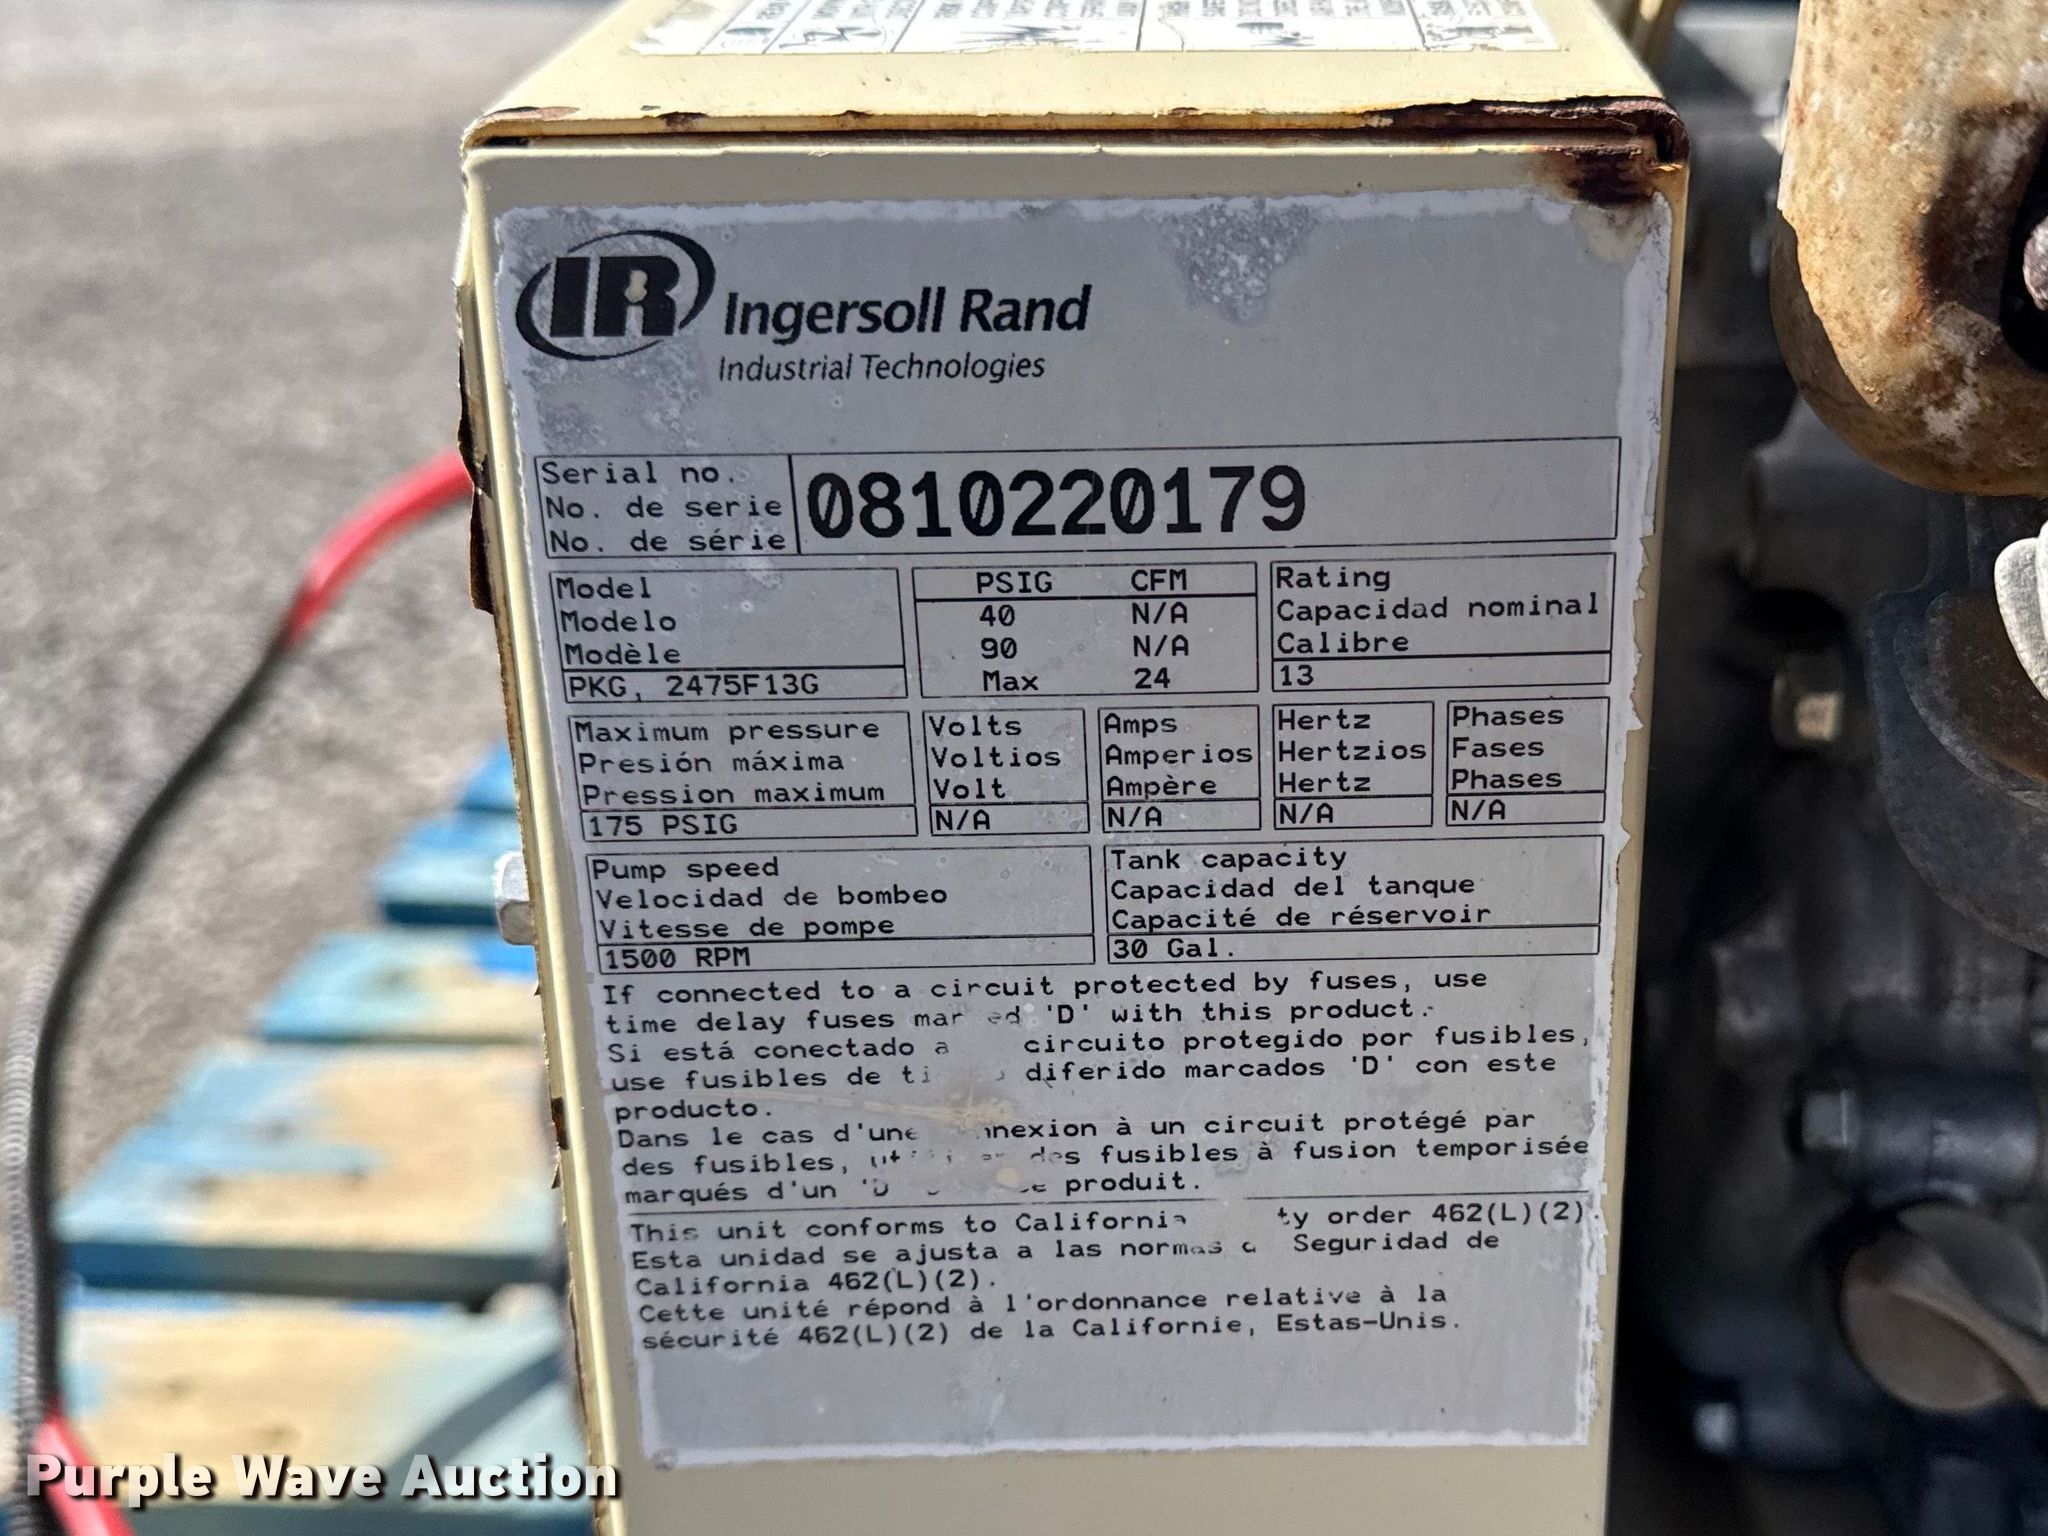 IR Ingersoll Rand
Industrial Technologies
Serial no.
No. de serie
No. de série
0810220179
Model
Modelo
Modèle
PKG, 2475F13G
PSIG CFM
40 N/A
90 N/A
Max 24
Rating
Capacidad nominal
Calibre
13
Maximum pressure
Presión máxima
Pression maximum
175 PSIG
Volts
Voltios
Volt
N/A
Amps
Amperios
Ampère
N/A
Hertz
Hertzios
Hertz
N/A
Phases
Fases
Phases
N/A
Pump speed
Velocidad de bombeo
Vitesse de pompe
1500 RPM
Tank capacity
Capacidad del tanque
Capacité de réservoir
30 Gal.
If connected to a circuit protected by fuses, use
time delay fuses 'D' with this product.
Si está conectado a circuito protegido por fusibles,
use fusibles de diferido marcados 'D' con este
producto.
Dans le cas d'une à un circuit protégé par
des fusibles, des fusibles à fusion temporisée
marqués d'un produit.
This unit conforms to California order 462(L)(2).
Esta unidad se ajusta a las normas Seguridad de
California 462(L)(2).
Cette unité répond à l'ordonnance relative à la
sécurité 462(L)(2) de la Californie, Estas-Unis.
Purple Wave Auction